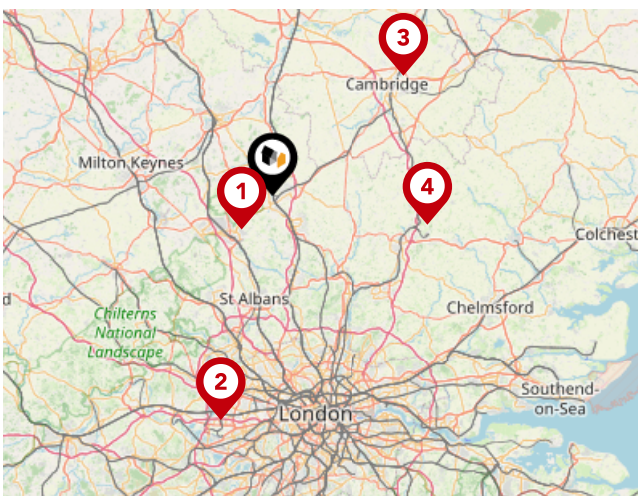 3
Cambridge
Milton Keynes
1
4
Colchest
d
St Albans
Chelmsford
Chilterns
National
Landscape
2
Southend-
on-Sea
London